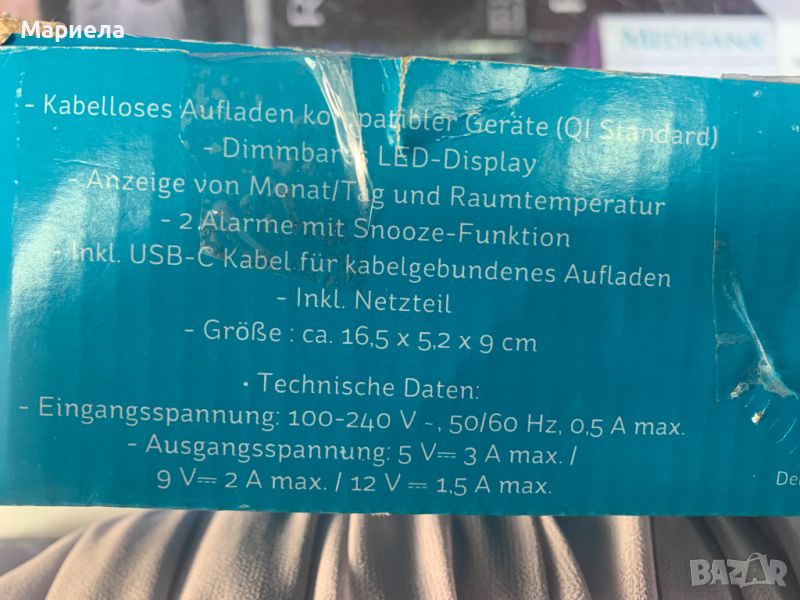 Мариела
MEDISANA
- Kabelloses Aufladen kompatibler Geräte (QI Standard)
- Dimmbares LED-Display
- Anzeige von Monat/Tag und Raumtemperatur
- 2 Alarme mit Snooze-Funktion
- Inkl. USB-C Kabel für kabelgebundenes Aufladen
- Inkl. Netzteil
- Größe : ca. 16,5 x 5,2 x 9 cm
• Technische Daten:
- Eingangsspannung: 100-240 V ~, 50/60 Hz, 0,5 A max.
- Ausgangsspannung: 5 V⎓ 3 A max. /
9 V⎓ 2 A max. / 12 V ⎓ 1,5 A max.
BAZAR